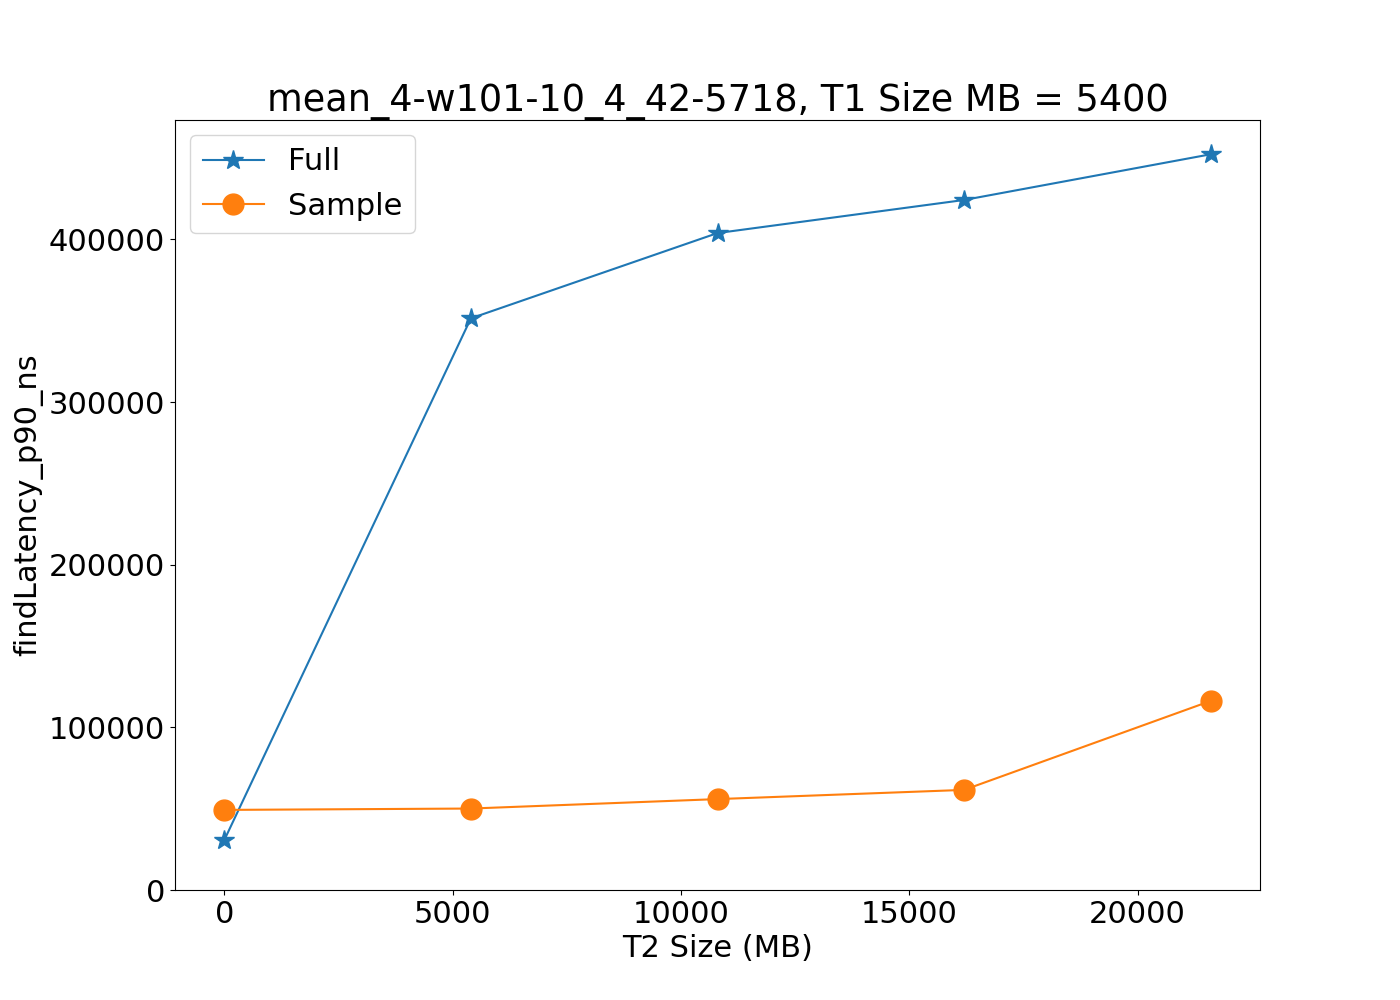 mean_4-w101-10_4_42-5718, T1 Size MB = 5400
Full
Sample
400000
300000
200000
100000
0
findLatency_p90_ns
0 5000 10000 15000 20000
T2 Size (MB)